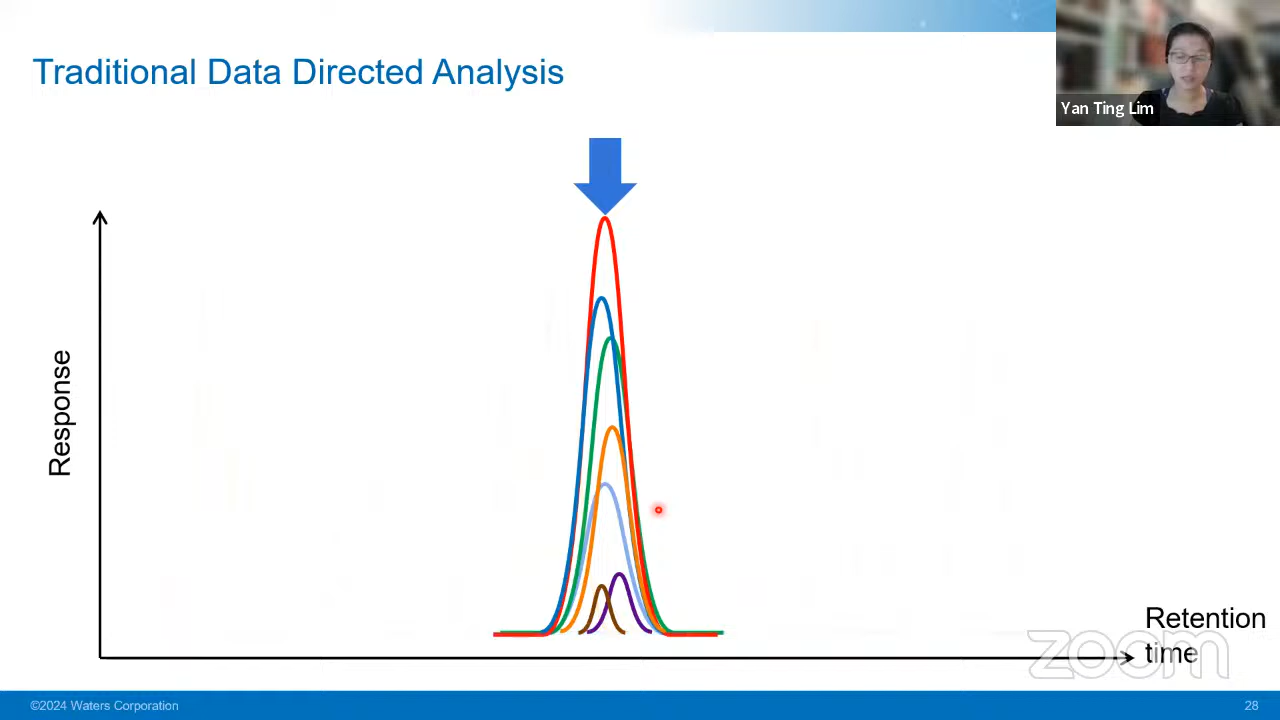 Traditional Data Directed Analysis
Yan Ting Lim
Response
Retention
time
zoom
©2024 Waters Corporation
28